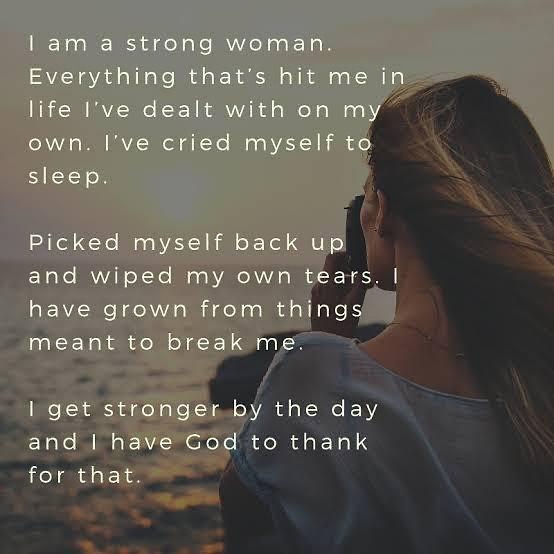 I am a strong woman.
Everything that's hit me in
life I've dealt with on my
own. I've cried myself to
sleep.
Picked myself back up
and wiped my own tears. I
have grown from things
meant to break me.
I get stronger by the day
and I have God to thank
for that.